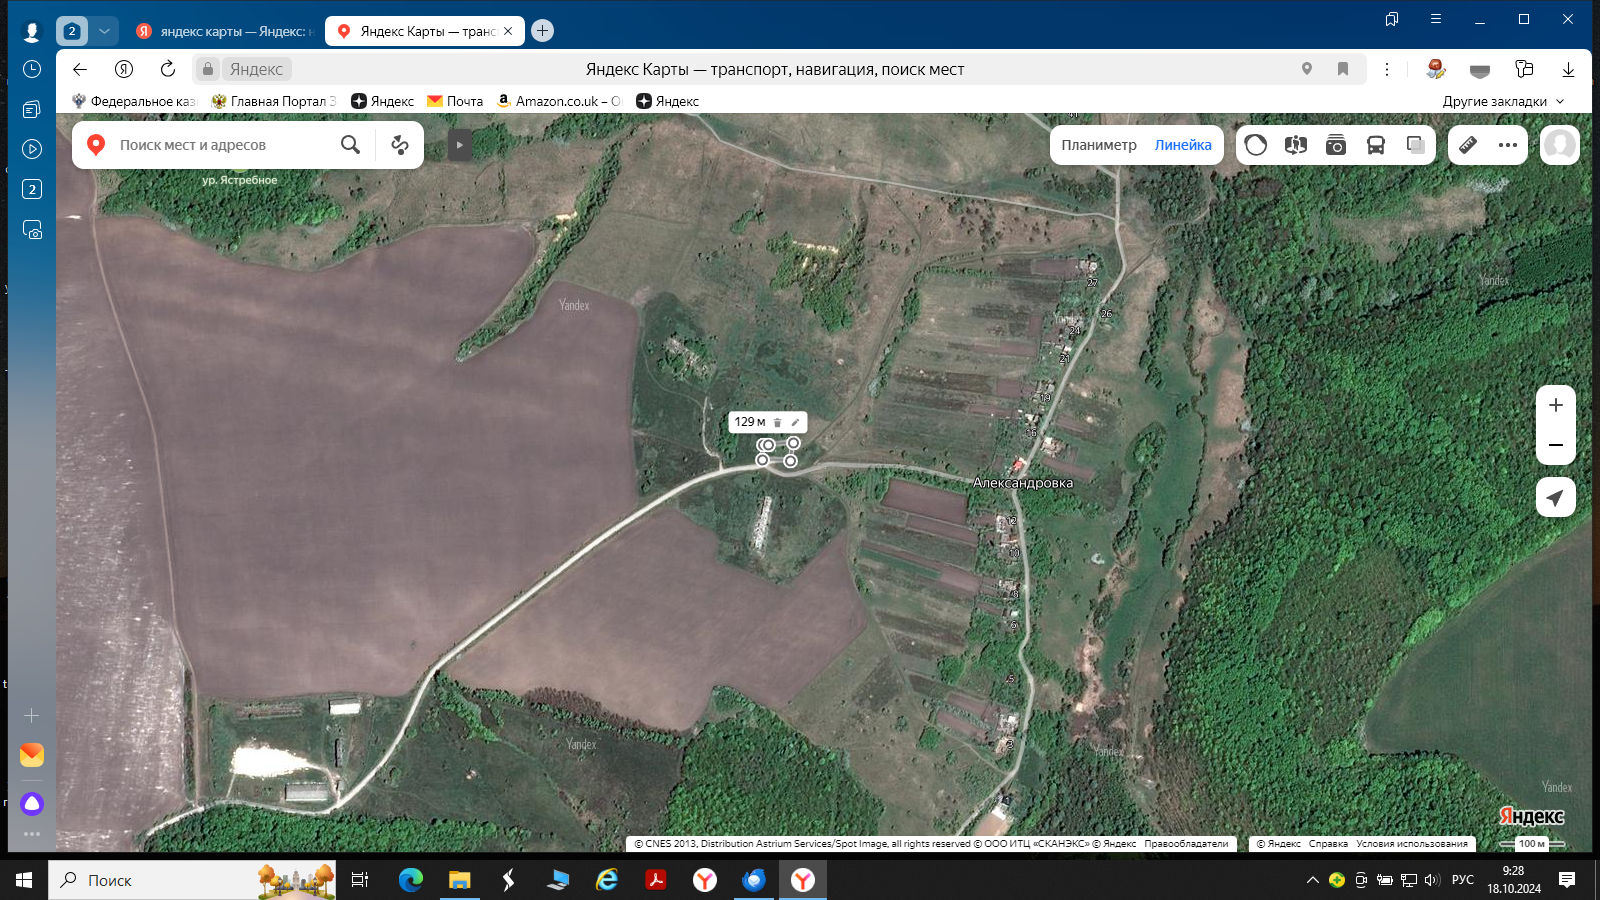 2
яндекс карты — Яндекс: н
Яндекс Карты — транс
Яндекс
Яндекс Карты — транспорт, навигация, поиск мест
Федеральное каз
Главная Портал З
Яндекс
Почта
Amazon.co.uk – O
Яндекс
Другие закладки
Поиск мест и адресов
Планиметр
Линейка
2
ур. Ястребное
27
26
24
21
19
16
129 м
Александровка
12
10
8
6
5
3
Yandex
Yandex
Yandex
Yandex
Yandex
Yandex
Яндекс
© CNES 2013, Distribution Astrium Services/Spot Image, all rights reserved © ООО ИТЦ «СКАНЭКС» © Яндекс Правообладатели
© Яндекс Справка Условия использования
100 м
Поиск
РУС
9:28
18.10.2024